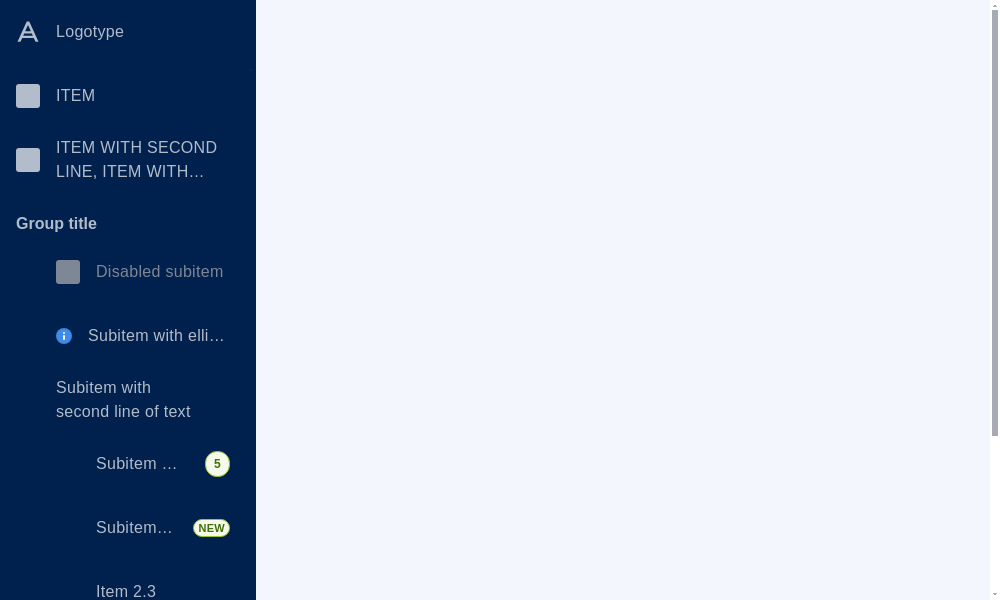 Logotype
ITEM
ITEM WITH SECOND
LINE, ITEM WITH…
Group title
Disabled subitem
Subitem with elli…
Subitem with
second line of text
Subitem … 5
Subitem… NEW
Item 2.3